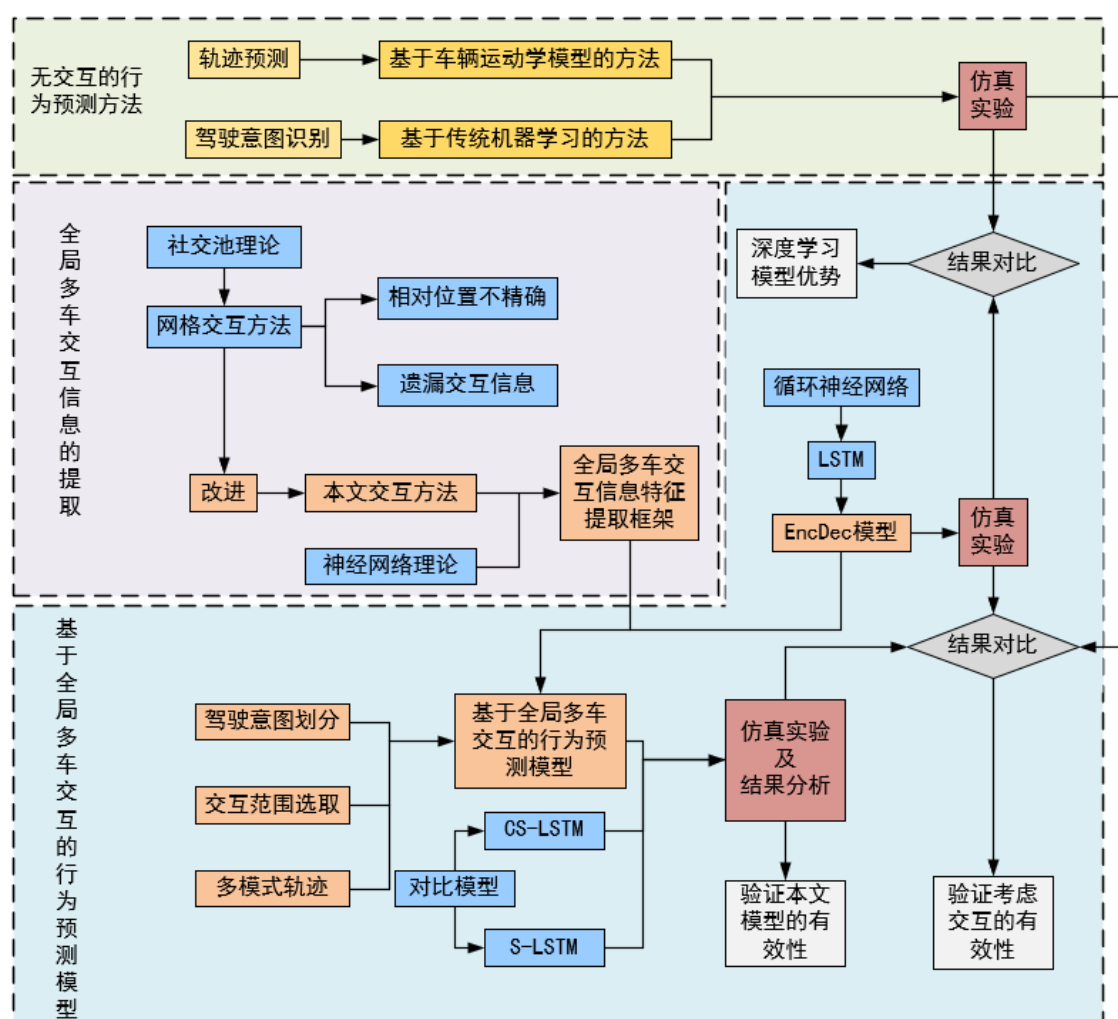 无交互的行
为预测方法
轨迹预测
基于车辆运动学模型的方法
驾驶意图识别
基于传统机器学习的方法
仿真
实验
全局多车交互信息的提取
社交池理论
网格交互方法
相对位置不精确
遗漏交互信息
改进
本文交互方法
神经网络理论
全局多车交
互信息特征
提取框架
深度学习
模型优势
结果对比
循环神经网络
LSTM
EncDec模型
仿真
实验
结果对比
基于全局多车交互的行为预测模型
驾驶意图划分
交互范围选取
多模式轨迹
基于全局多车
交互的行为预
测模型
对比模型
CS-LSTM
S-LSTM
仿真实验
及
结果分析
验证本文
模型的有
效性
验证考虑
交互的有
效性